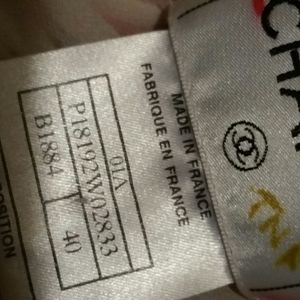 CHA
MADE IN FRANCE
FABRIQUE EN FRANCE
01A
P18192W02833
B1884 40
POSITION